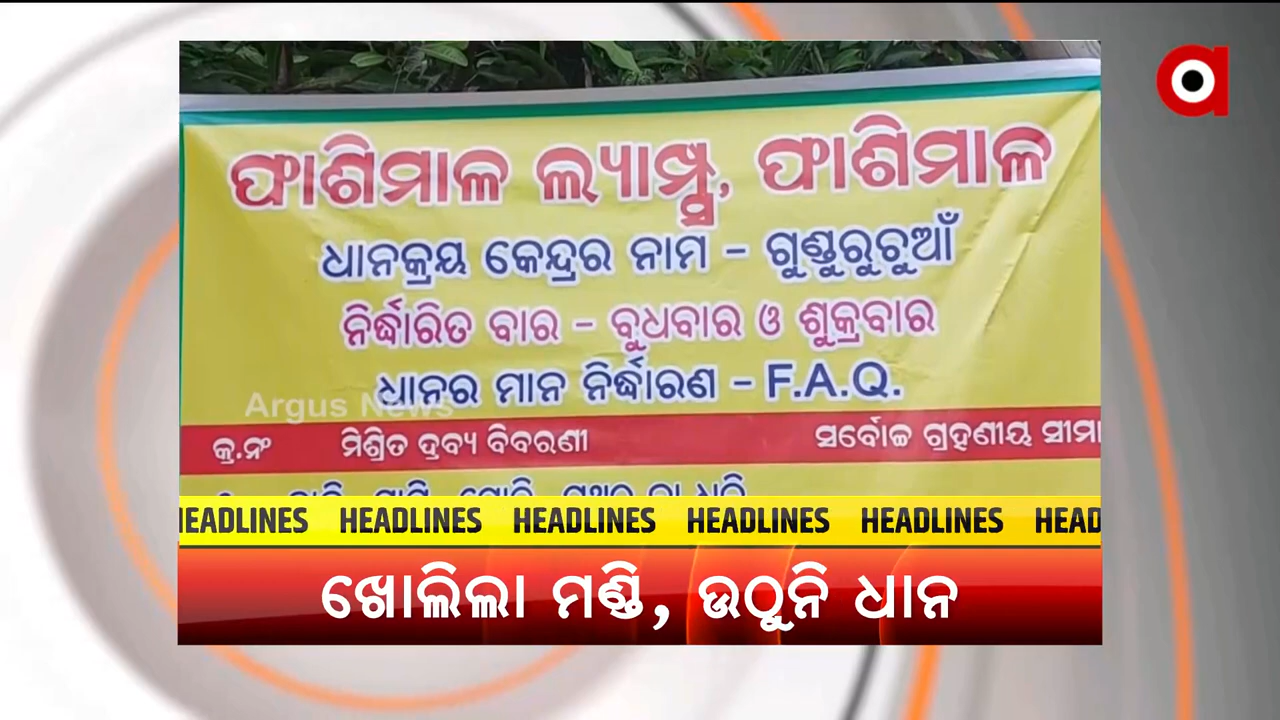 ଫାଶିମାଳ ଲ୍ୟାମ୍ପ୍ସ, ଫାଶିମାଳ
ଧାନକ୍ରୟ କେନ୍ଦ୍ରର ନାମ - ଗୁଣ୍ଡୁରୁଚୁଆଁ
ନିର୍ଦ୍ଧାରିତ ବାର - ବୁଧବାର ଓ ଶୁକ୍ରବାର
ଧାନର ମାନ ନିର୍ଦ୍ଧାରଣ - F.A.Q.
Argus News
କ୍ର.ନଂ ମିଶ୍ରିତ ଦ୍ରବ୍ୟ ବିବରଣୀ ସର୍ବୋଚ୍ଚ ଗ୍ରହଣୀୟ ସୀମା
HEADLINES HEADLINES HEADLINES HEADLINES
ଖୋଲିଲା ମଣ୍ଡି, ଉଠୁନି ଧାନ